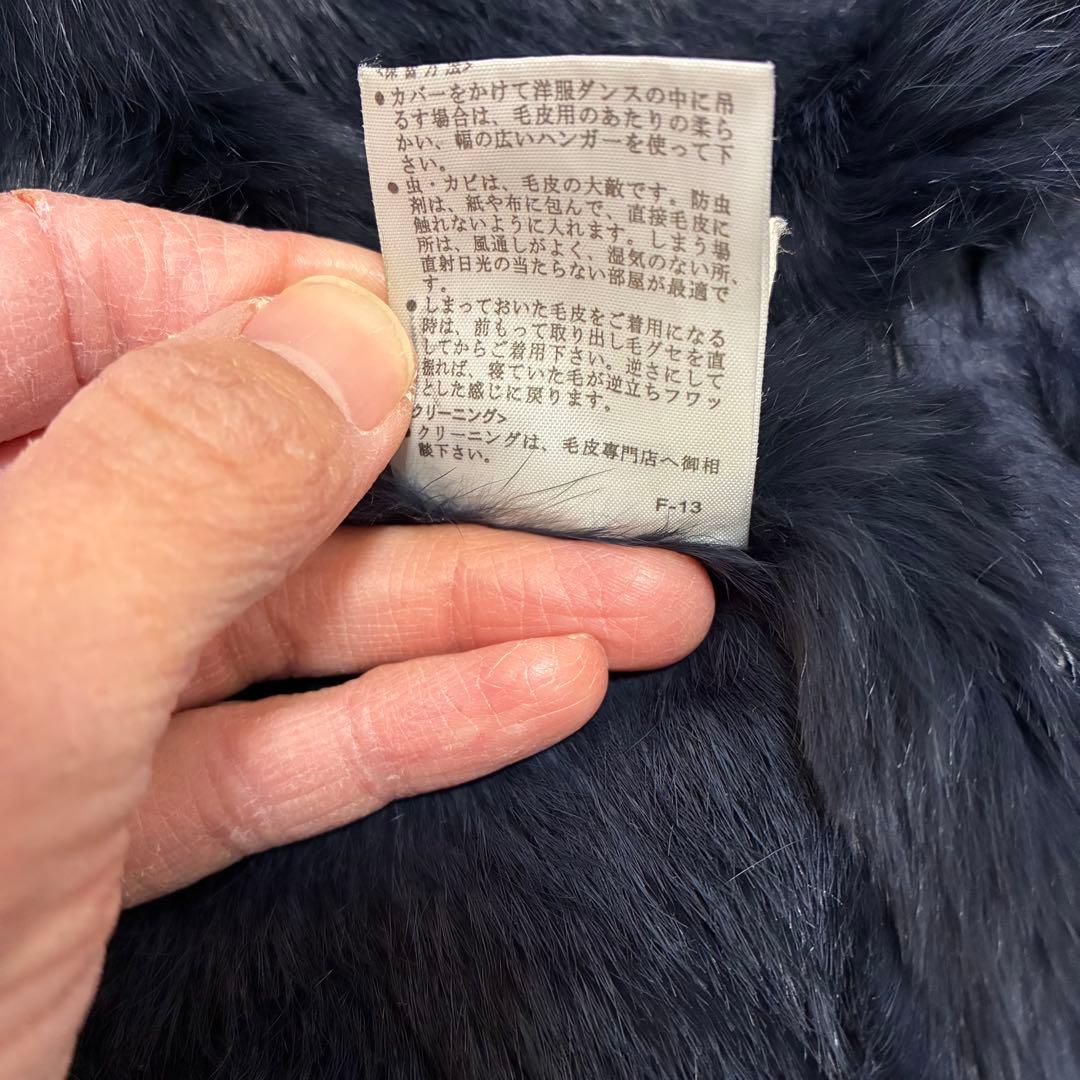 <保管方法>
●カバーをかけて洋服ダンスの中に吊
るす場合は、毛皮用のあたりの柔ら
かい、幅の広いハンガーを使って下
さい。
●虫・カビは、毛皮の大敵です。防虫
剤は、紙や布に包んで、直接毛皮に
触れないように入れます。しまう場
所は、風通しがよく、湿気のない所、
直射日光の当たらない部屋が最適で
す。
●しまっておいた毛皮をご着用になる
時は、前もって取り出し毛グセを直
してからご着用下さい。逆さにして
振れば、寝ていた毛が逆立ちフワッ
とした感じに戻ります。
クリーニング>
クリーニングは、毛皮専門店へ御相
談下さい。
F-13